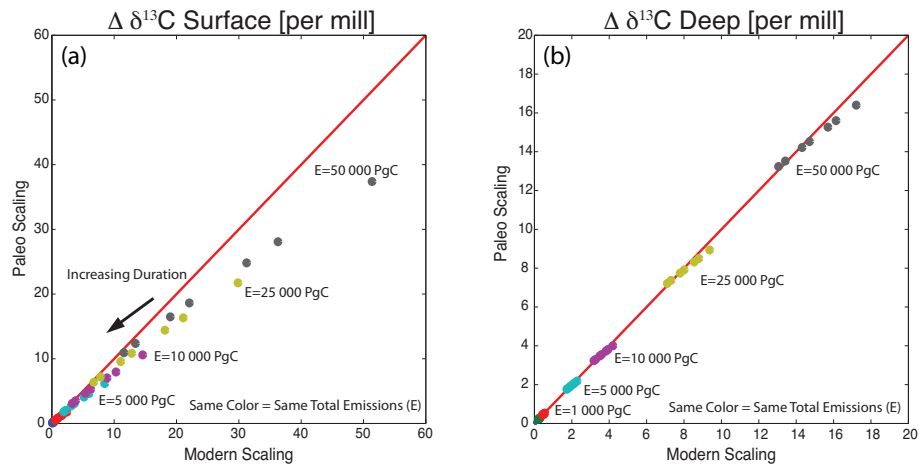 Δ δ¹³C Surface [per mill]
(a)
60
50
40
30
20
10
0
Paleo Scaling
E=50 000 PgC
Increasing Duration
E=25 000 PgC
E=10 000 PgC
E=5 000 PgC
Same Color = Same Total Emissions (E)
0 10 20 30 40 50 60
Modern Scaling
Δ δ¹³C Deep [per mill]
(b)
20
18
16
14
12
10
8
6
4
2
0
Paleo Scaling
E=50 000 PgC
E=25 000 PgC
E=10 000 PgC
E=5 000 PgC
E=1 000 PgC
Same Color = Same Total Emissions (E)
0 2 4 6 8 10 12 14 16 18 20
Modern Scaling